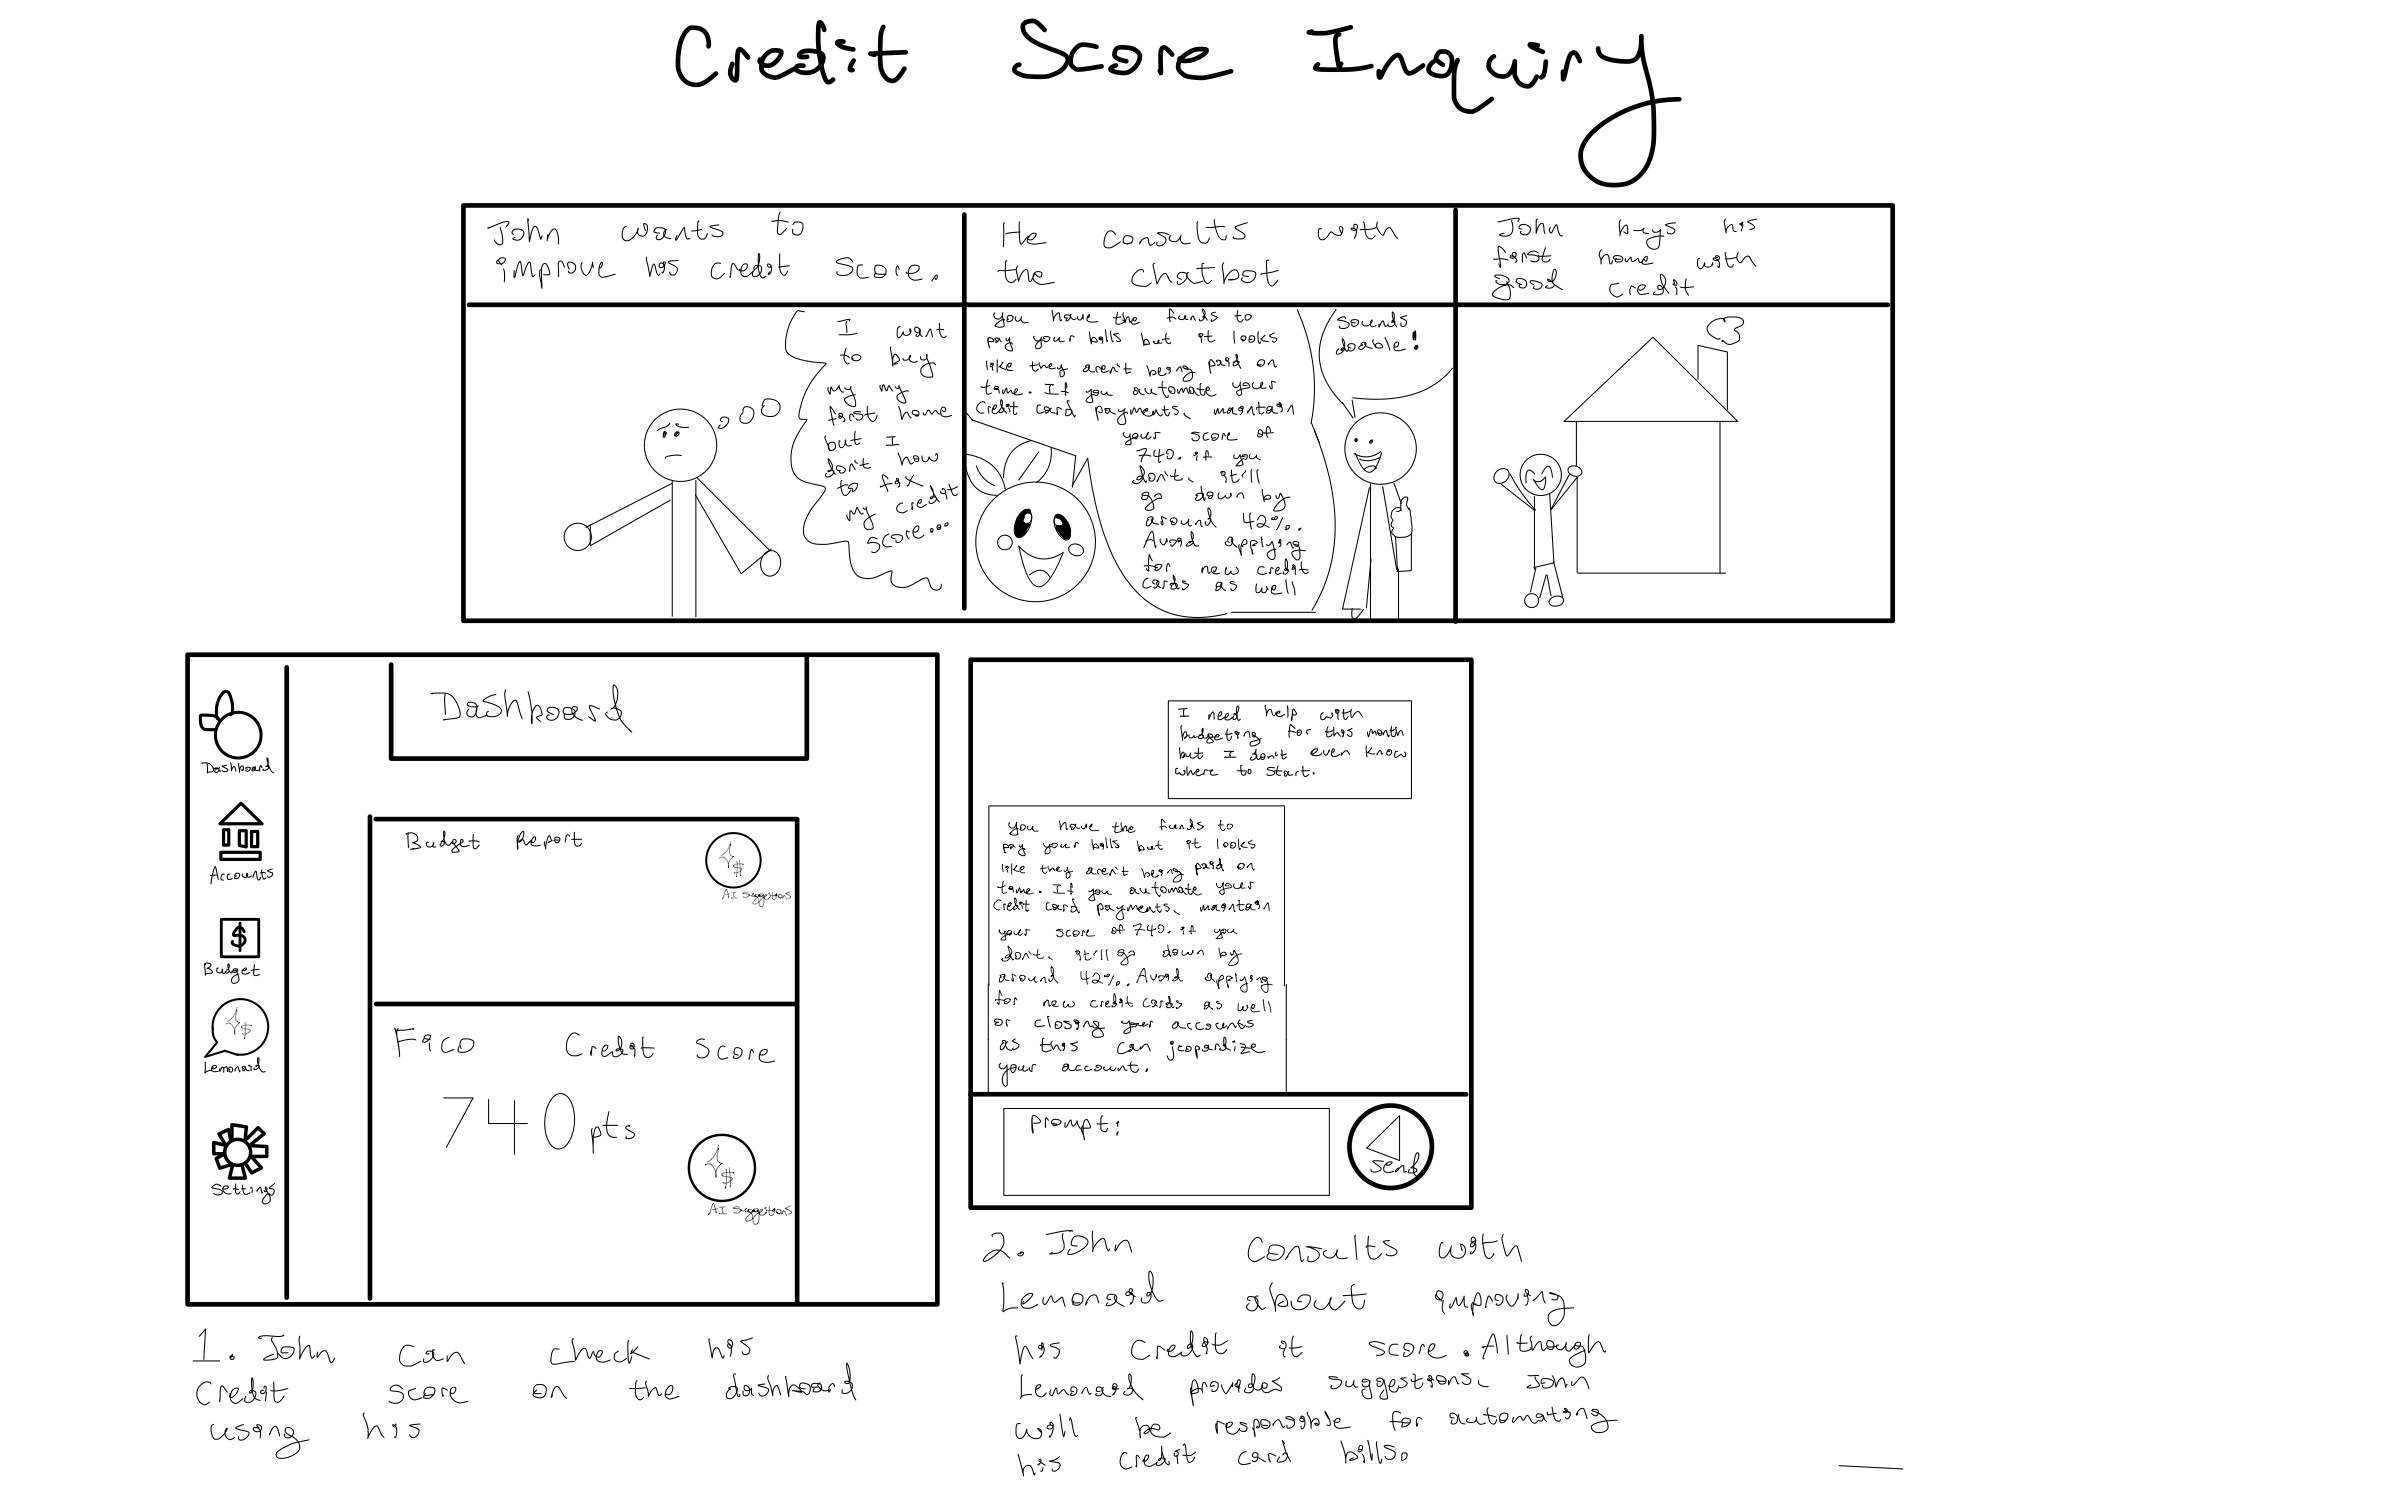 Credit Score Inquiry
John wants to
improve his credit score.
He consults with
the chatbot
John buys his
first home with
good credit
I want
to buy
my my
first home
but I
don't how
to fix
my credit
score...
you have the funds to
pay your bills but it looks
like they aren't being paid on
time. If you automate your
Credit card payments, maintain
your score of
740. if you
don't, it'll
go down by
around 42%.
Avoid applying
for new credit
cards as well
Sounds
doable!
Dashboard
Accounts
Budget
Lemonaid
Settings
Dashboard
Budget Report
AI Suggestions
Fico Credit Score
740 pts
AI Suggestions
I need help with
budgeting for this month
but I don't even know
where to start.
you have the funds to
pay your bills but it looks
like they aren't being paid on
time. If you automate your
Credit card payments, maintain
your score of 740. if you
don't, it'll go down by
around 42%. Avoid applying
for new credit cards as well
or closing your accounts
as this can jeopardize
your account.
Prompt:
Send
1. John can check his
Credit score on the dashboard
using his
2. John consults with
Lemonaid about improving
his credit it score. Although
Lemonaid provides suggestions, John
will be responsible for automating
his credit card bills.